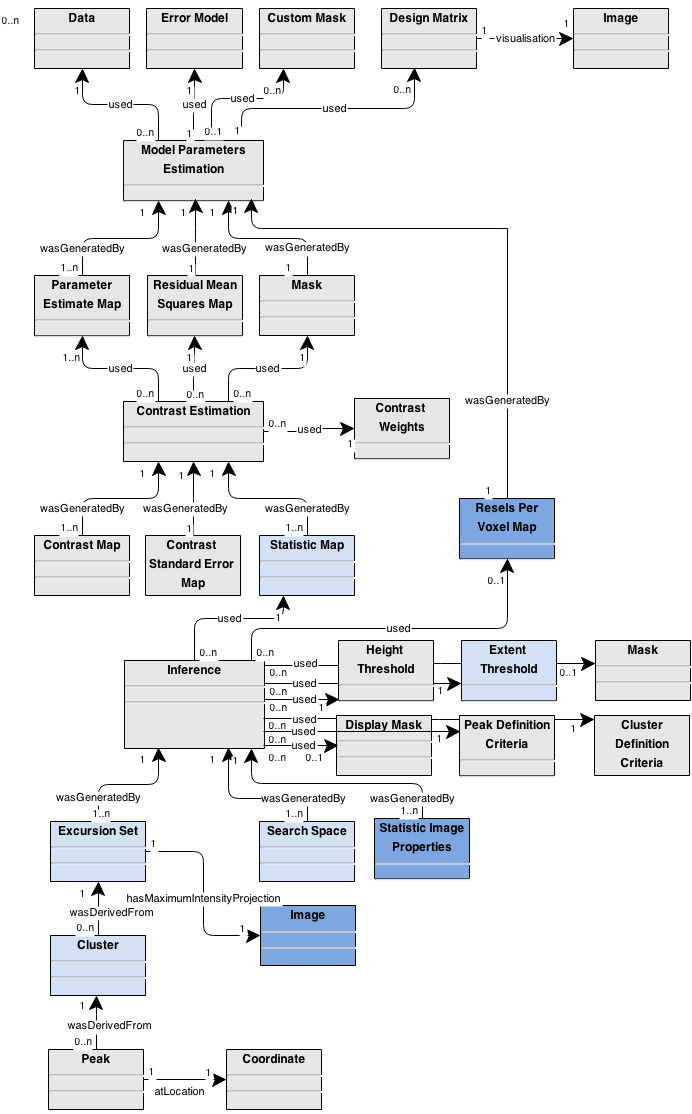 0..n
Data
Error Model
Custom Mask
Design Matrix
Image
1
visualisation
1
1
used
0..n
1
used
1
0..n
used
0..1
0..n
used
1
Model Parameters
Estimation
1
1
1
1
wasGeneratedBy
wasGeneratedBy
wasGeneratedBy
1..n
1
1
Parameter
Estimate Map
Residual Mean
Squares Map
Mask
1..n
1
1
used
used
used
0..n
0..n
0..n
wasGeneratedBy
Contrast Estimation
0..n
used
1
Contrast
Weights
1
1
1
wasGeneratedBy
wasGeneratedBy
wasGeneratedBy
1..n
1
1..n
1
Contrast Map
Contrast
Standard Error
Map
Statistic Map
Resels Per
Voxel Map
0..1
used
1
used
0..n
0..n
Inference
used
0..n
used
0..n
used
0..n
1
Height
Threshold
1
Extent
Threshold
0..1
Mask
used
0..n
used
0..n
used
0..n
0..1
Display Mask
1
Peak Definition
Criteria
1
Cluster
Definition
Criteria
1
1
1
wasGeneratedBy
wasGeneratedBy
wasGeneratedBy
1..n
1..n
1..n
Excursion Set
Search Space
Statistic Image
Properties
1
hasMaximumIntensityProjection
1
Image
1
wasDerivedFrom
0..n
Cluster
1
wasDerivedFrom
0..n
Peak
1
atLocation
1
Coordinate